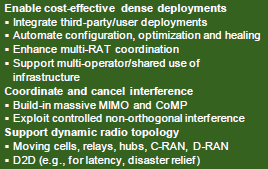 Enable cost-effective dense deployments
▪ Integrate third-party/user deployments
▪ Automate configuration, optimization and healing
▪ Enhance multi-RAT coordination
▪ Support multi-operator/shared use of
infrastructure
Coordinate and cancel interference
▪ Build-in massive MIMO and CoMP
▪ Exploit controlled non-orthogonal interference
Support dynamic radio topology
▪ Moving cells, relays, hubs, C-RAN, D-RAN
▪ D2D (e.g., for latency, disaster relief)